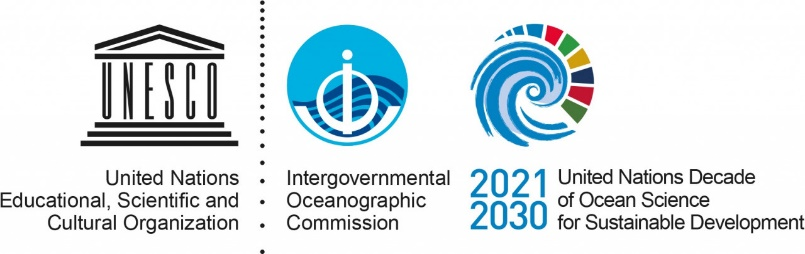 UNESCO
United Nations
Educational, Scientific and
Cultural Organization
Intergovernmental
Oceanographic
Commission
2021
2030
United Nations Decade
of Ocean Science
for Sustainable Development